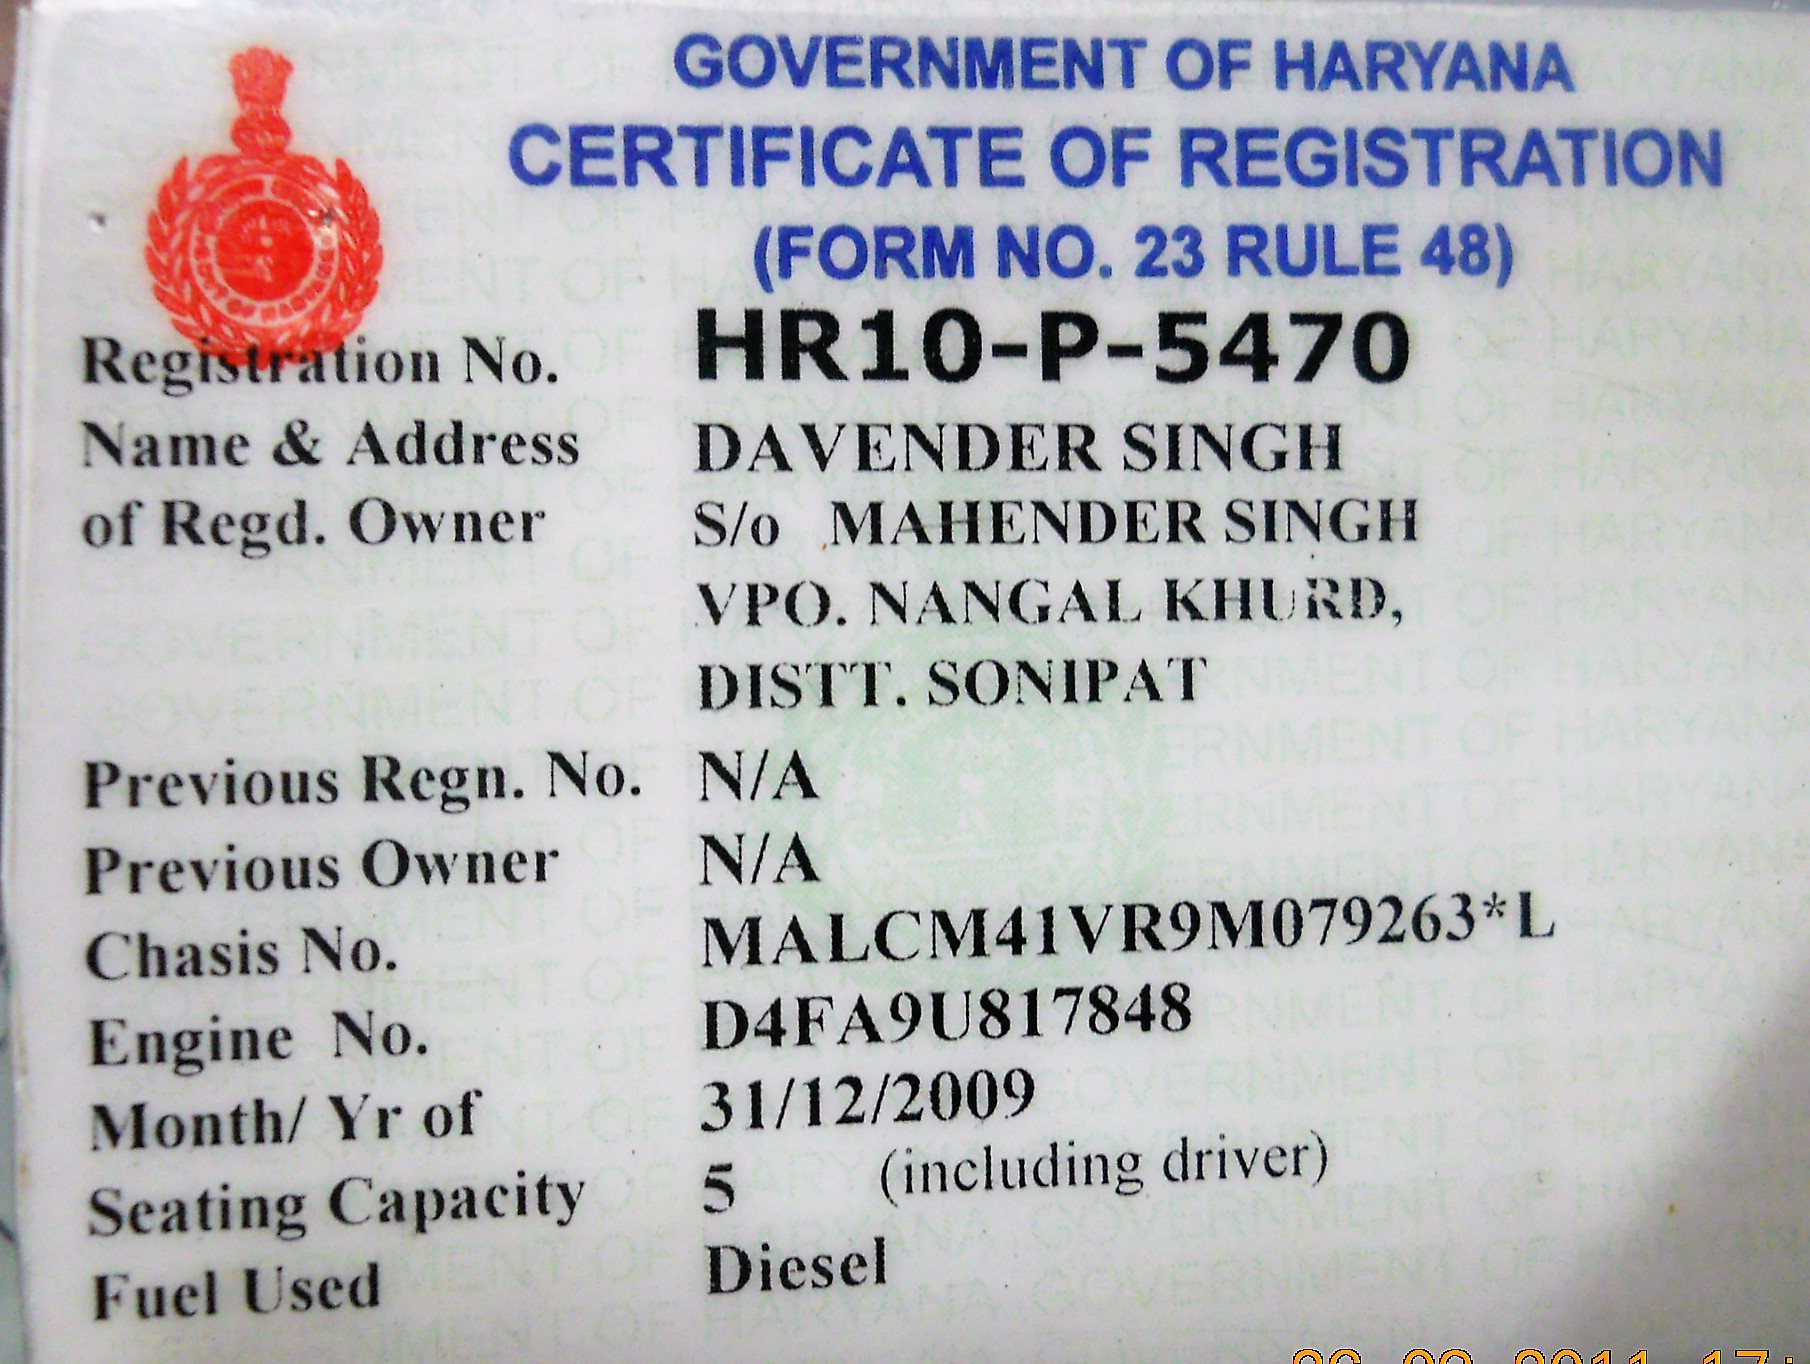 GOVERNMENT OF HARYANA
CERTIFICATE OF REGISTRATION
(FORM NO. 23 RULE 48)
Registration No. HR10-P-5470
Name & Address DAVENDER SINGH
of Regd. Owner S/o MAHENDER SINGH
VPO. NANGAL KHURD,
DISTT. SONIPAT
Previous Regn. No. N/A
Previous Owner N/A
Chasis No. MALCM41VR9M079263*L
Engine No. D4FA9U817848
Month/ Yr of 31/12/2009
Seating Capacity 5 (including driver)
Fuel Used Diesel